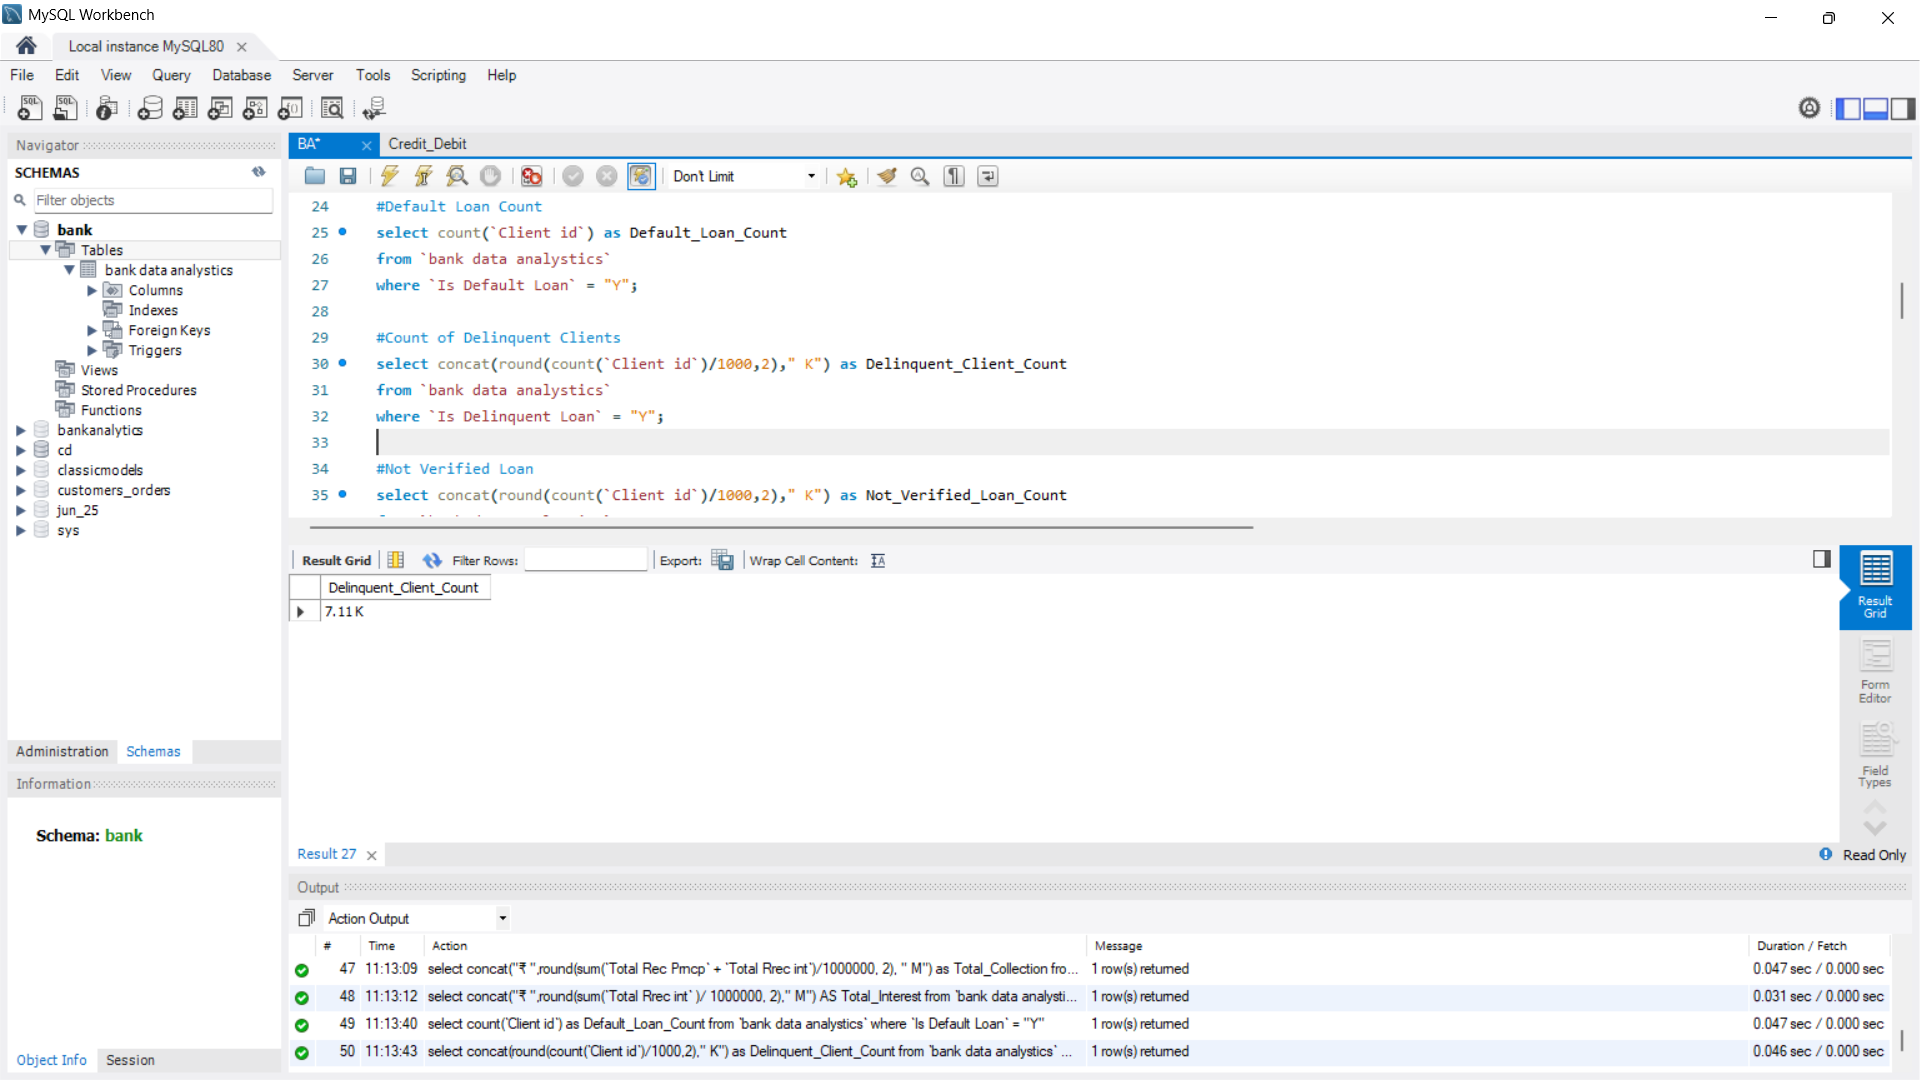 MySQL Workbench
Local instance MySQL80
File Edit View Query Database Server Tools Scripting Help
Navigator
SCHEMAS
Filter objects
bank
Tables
bank data analystics
Columns
Indexes
Foreign Keys
Triggers
Views
Stored Procedures
Functions
bankanalytics
cd
classicmodels
customers_orders
jun_25
sys
Administration Schemas
Information
Schema: bank
Object Info Session
BA* Credit_Debit
Don't Limit
24 #Default Loan Count
25 select count(`Client id`) as Default_Loan_Count
26 from `bank data analystics`
27 where `Is Default Loan` = "Y";
28
29 #Count of Delinquent Clients
30 select concat(round(count(`Client id`)/1000,2)," K") as Delinquent_Client_Count
31 from `bank data analystics`
32 where `Is Delinquent Loan` = "Y";
33
34 #Not Verified Loan
35 select concat(round(count(`Client id`)/1000,2)," K") as Not_Verified_Loan_Count
Result Grid Filter Rows: Export: Wrap Cell Content:
Delinquent_Client_Count
7.11 K
Result
Grid
Form
Editor
Field
Types
Result 27
Read Only
Output
Action Output
# Time Action Message Duration / Fetch
47 11:13:09 select concat("₹ ",round(sum(`Total Rec Prncp` + `Total Rrec int`)/1000000, 2), " M") as Total_Collection fro... 1 row(s) returned 0.047 sec / 0.000 sec
48 11:13:12 select concat("₹ ",round(sum(`Total Rrec int` )/ 1000000, 2)," M") AS Total_Interest from `bank data analysti... 1 row(s) returned 0.031 sec / 0.000 sec
49 11:13:40 select count(`Client id`) as Default_Loan_Count from `bank data analystics` where `Is Default Loan` = "Y" 1 row(s) returned 0.047 sec / 0.000 sec
50 11:13:43 select concat(round(count(`Client id`)/1000,2)," K") as Delinquent_Client_Count from `bank data analystics` ... 1 row(s) returned 0.046 sec / 0.000 sec